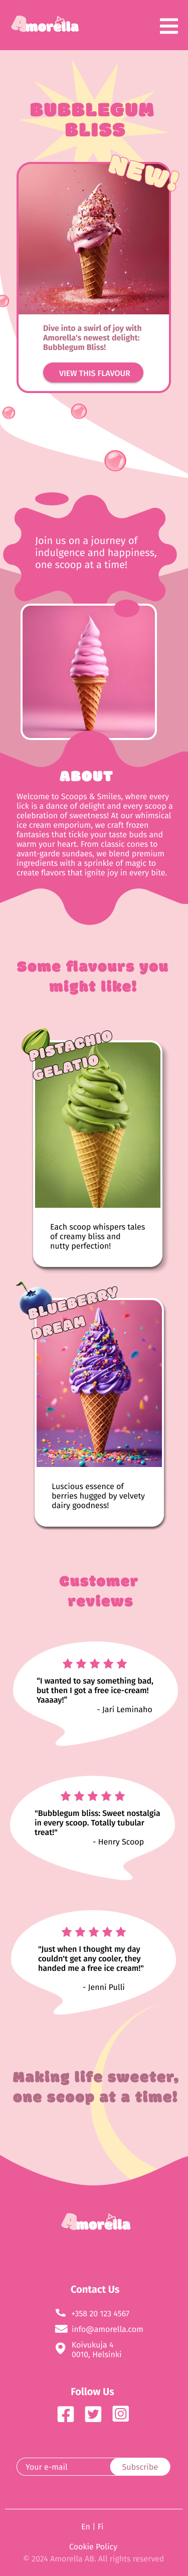 Amorella
BUBBLEGUM
BLISS
NEW!
Dive into a swirl of joy with
Amorella's newest delight:
Bubblegum Bliss!
VIEW THIS FLAVOUR
Join us on a journey of
indulgence and happiness,
one scoop at a time!
ABOUT
Welcome to Scoops & Smiles, where every
lick is a dance of delight and every scoop a
celebration of sweetness! At our whimsical
ice cream emporium, we craft frozen
fantasies that tickle your taste buds and
warm your heart. From classic cones to
avant-garde sundaes, we blend premium
ingredients with a sprinkle of magic to
create flavors that ignite joy in every bite.
Some flavours you
might like!
PISTACHIO
GELATIO
Each scoop whispers tales
of creamy bliss and
nutty perfection!
BLUEBERRY
DREAM
Luscious essence of
berries hugged by velvety
dairy goodness!
Customer
reviews
"I wanted to say something bad,
but then I got a free ice-cream!
Yaaaay!"
- Jari Leminaho
"Bubblegum bliss: Sweet nostalgia
in every scoop. Totally tubular
treat!"
- Henry Scoop
"Just when I thought my day
couldn't get any cooler, they
handed me a free ice cream!"
- Jenni Pulli
Making life sweeter,
one scoop at a time!
Amorella
Contact Us
+358 20 123 4567
info@amorella.com
Koivukuja 4
0010, Helsinki
Follow Us
Your e-mail
Subscribe
En | Fi
Cookie Policy
© 2024 Amorella AB. All rights reserved